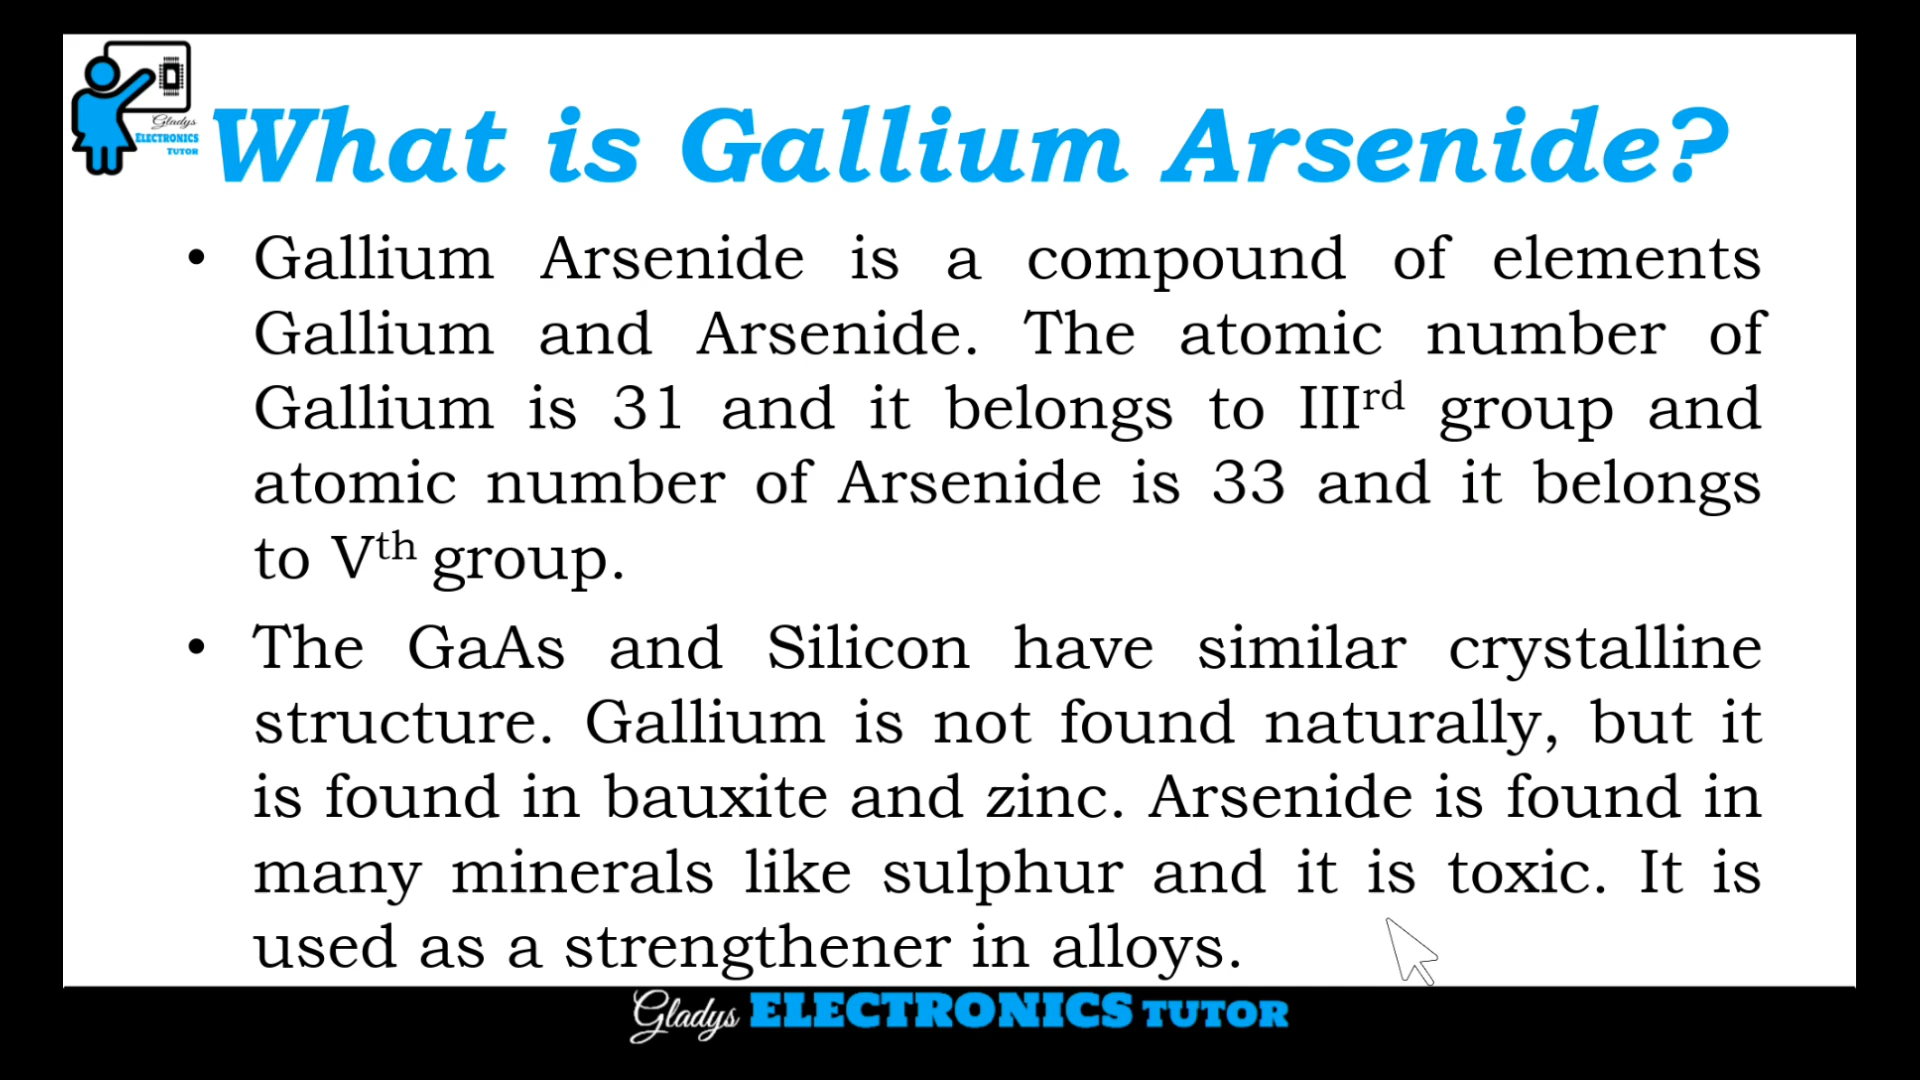 Gladys
ELECTRONICS
TUTOR
What is Gallium Arsenide?
• Gallium Arsenide is a compound of elements
Gallium and Arsenide. The atomic number of
Gallium is 31 and it belongs to IIIrd group and
atomic number of Arsenide is 33 and it belongs
to Vth group.
• The GaAs and Silicon have similar crystalline
structure. Gallium is not found naturally, but it
is found in bauxite and zinc. Arsenide is found in
many minerals like sulphur and it is toxic. It is
used as a strengthener in alloys.
Gladys ELECTRONICS TUTOR